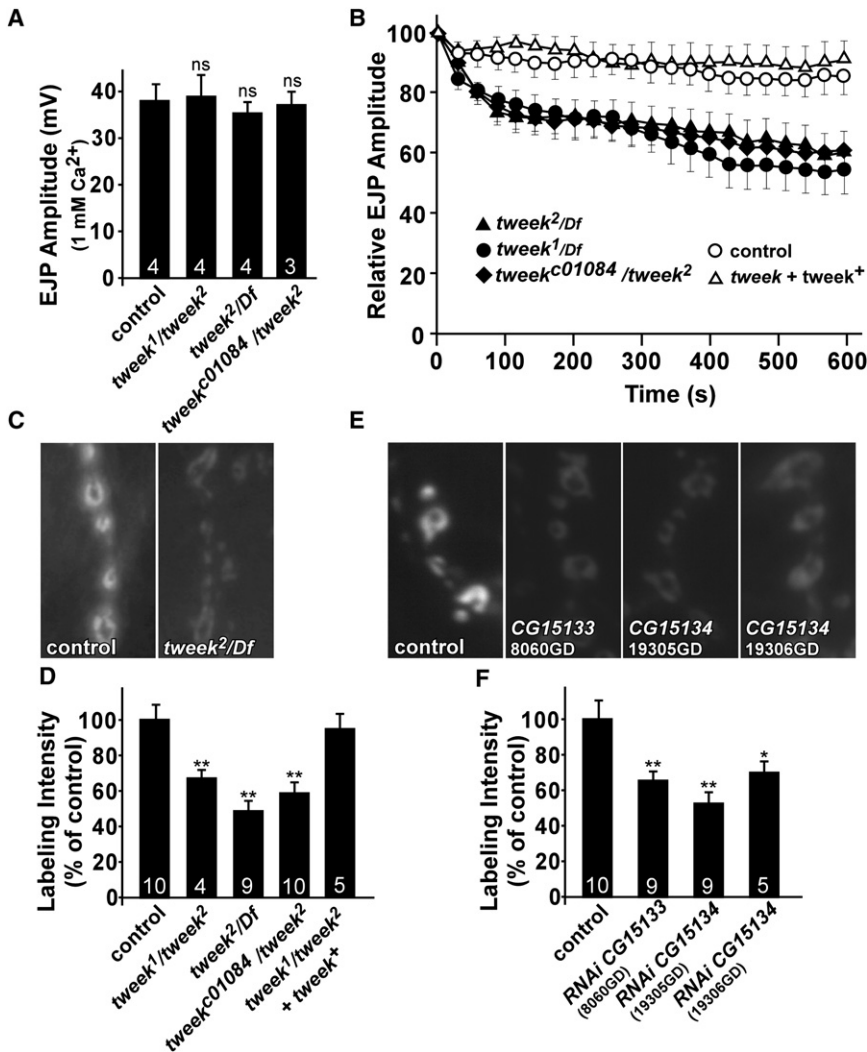 A
EJP Amplitude (mV)
(1 mM Ca2+)
50
40
30
20
10
0
ns
ns
ns
4
4
4
3
control
tweek1/tweek2
tweek2/Df
tweekc01084 /tweek2
B
Relative EJP Amplitude
100
80
60
40
20
0
tweek2/Df
tweek1/Df
tweekc01084 /tweek2
control
tweek + tweek+
0
100
200
300
400
500
600
Time (s)
C
control
tweek2/Df
E
control
CG15133
8060GD
CG15134
19305GD
CG15134
19306GD
D
Labeling Intensity
(% of control)
100
80
60
40
20
0
**
**
**
10
4
9
10
5
control
tweek1/tweek2
tweek2/Df
tweekc01084 /tweek2
tweek1/tweek2
+ tweek+
F
Labeling Intensity
(% of control)
100
80
60
40
20
0
**
**
*
10
9
9
5
control
RNAi CG15133
(8060GD)
RNAi CG15134
(19305GD)
RNAi CG15134
(19306GD)